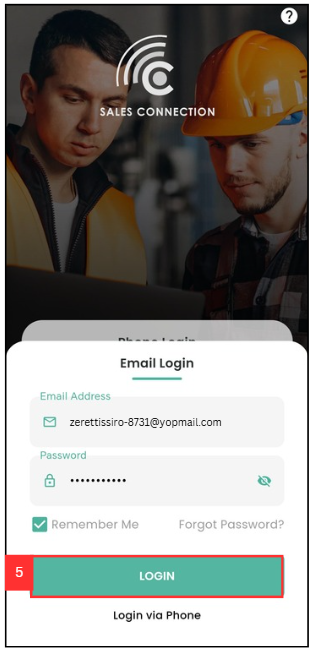 ?
SALES CONNECTION
Phone Login
Email Login
Email Address
zerettissiro-8731@yopmail.com
Password
•••••••••••
Remember Me Forgot Password?
5
LOGIN
Login via Phone